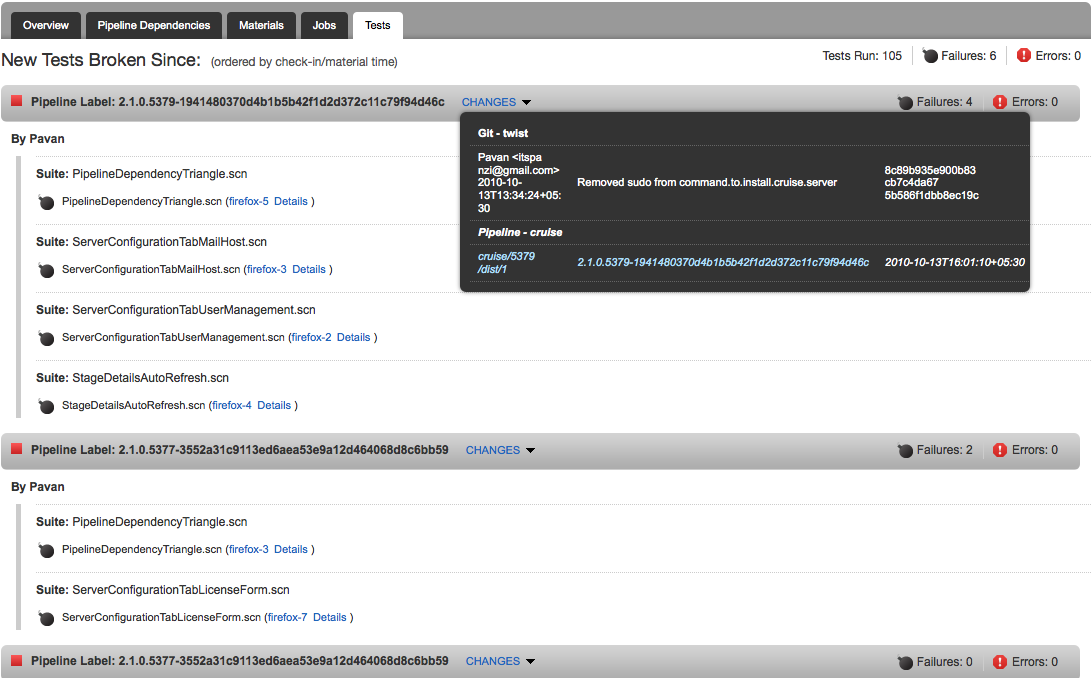 Overview Pipeline Dependencies Materials Jobs Tests
New Tests Broken Since: (ordered by check-in/material time) Tests Run: 105 Failures: 6 Errors: 0
Pipeline Label: 2.1.0.5379-1941480370d4b1b5b42f1d2d372c11c79f94d46c CHANGES Failures: 4 Errors: 0
Git - twist
Pavan <itspa
nzi@gmail.com>
2010-10-
13T13:34:24+05:
30
Removed sudo from command.to.install.cruise.server
8c89b935e900b83
cb7c4da67
5b586f1dbb8ec19c
Pipeline - cruise
cruise/5379
/dist/1
2.1.0.5379-1941480370d4b1b5b42f1d2d372c11c79f94d46c
2010-10-13T16:01:10+05:30
By Pavan
Suite: PipelineDependencyTriangle.scn
PipelineDependencyTriangle.scn (firefox-5 Details )
Suite: ServerConfigurationTabMailHost.scn
ServerConfigurationTabMailHost.scn (firefox-3 Details )
Suite: ServerConfigurationTabUserManagement.scn
ServerConfigurationTabUserManagement.scn (firefox-2 Details )
Suite: StageDetailsAutoRefresh.scn
StageDetailsAutoRefresh.scn (firefox-4 Details )
Pipeline Label: 2.1.0.5377-3552a31c9113ed6aea53e9a12d464068d8c6bb59 CHANGES Failures: 2 Errors: 0
By Pavan
Suite: PipelineDependencyTriangle.scn
PipelineDependencyTriangle.scn (firefox-3 Details )
Suite: ServerConfigurationTabLicenseForm.scn
ServerConfigurationTabLicenseForm.scn (firefox-7 Details )
Pipeline Label: 2.1.0.5377-3552a31c9113ed6aea53e9a12d464068d8c6bb59 CHANGES Failures: 0 Errors: 0